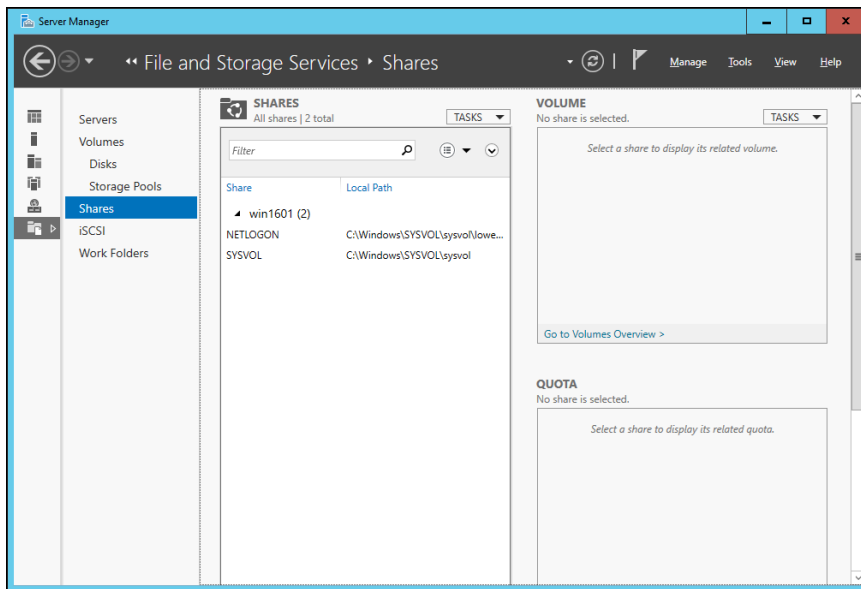 Server Manager
File and Storage Services • Shares
Manage Tools View Help
Servers
Volumes
Disks
Storage Pools
Shares
iSCSI
Work Folders
SHARES
All shares | 2 total
TASKS
Filter
Share Local Path
win1601 (2)
NETLOGON C:\Windows\SYSVOL\sysvol\lowe...
SYSVOL C:\Windows\SYSVOL\sysvol
VOLUME
No share is selected.
TASKS
Select a share to display its related volume.
Go to Volumes Overview >
QUOTA
No share is selected.
Select a share to display its related quota.